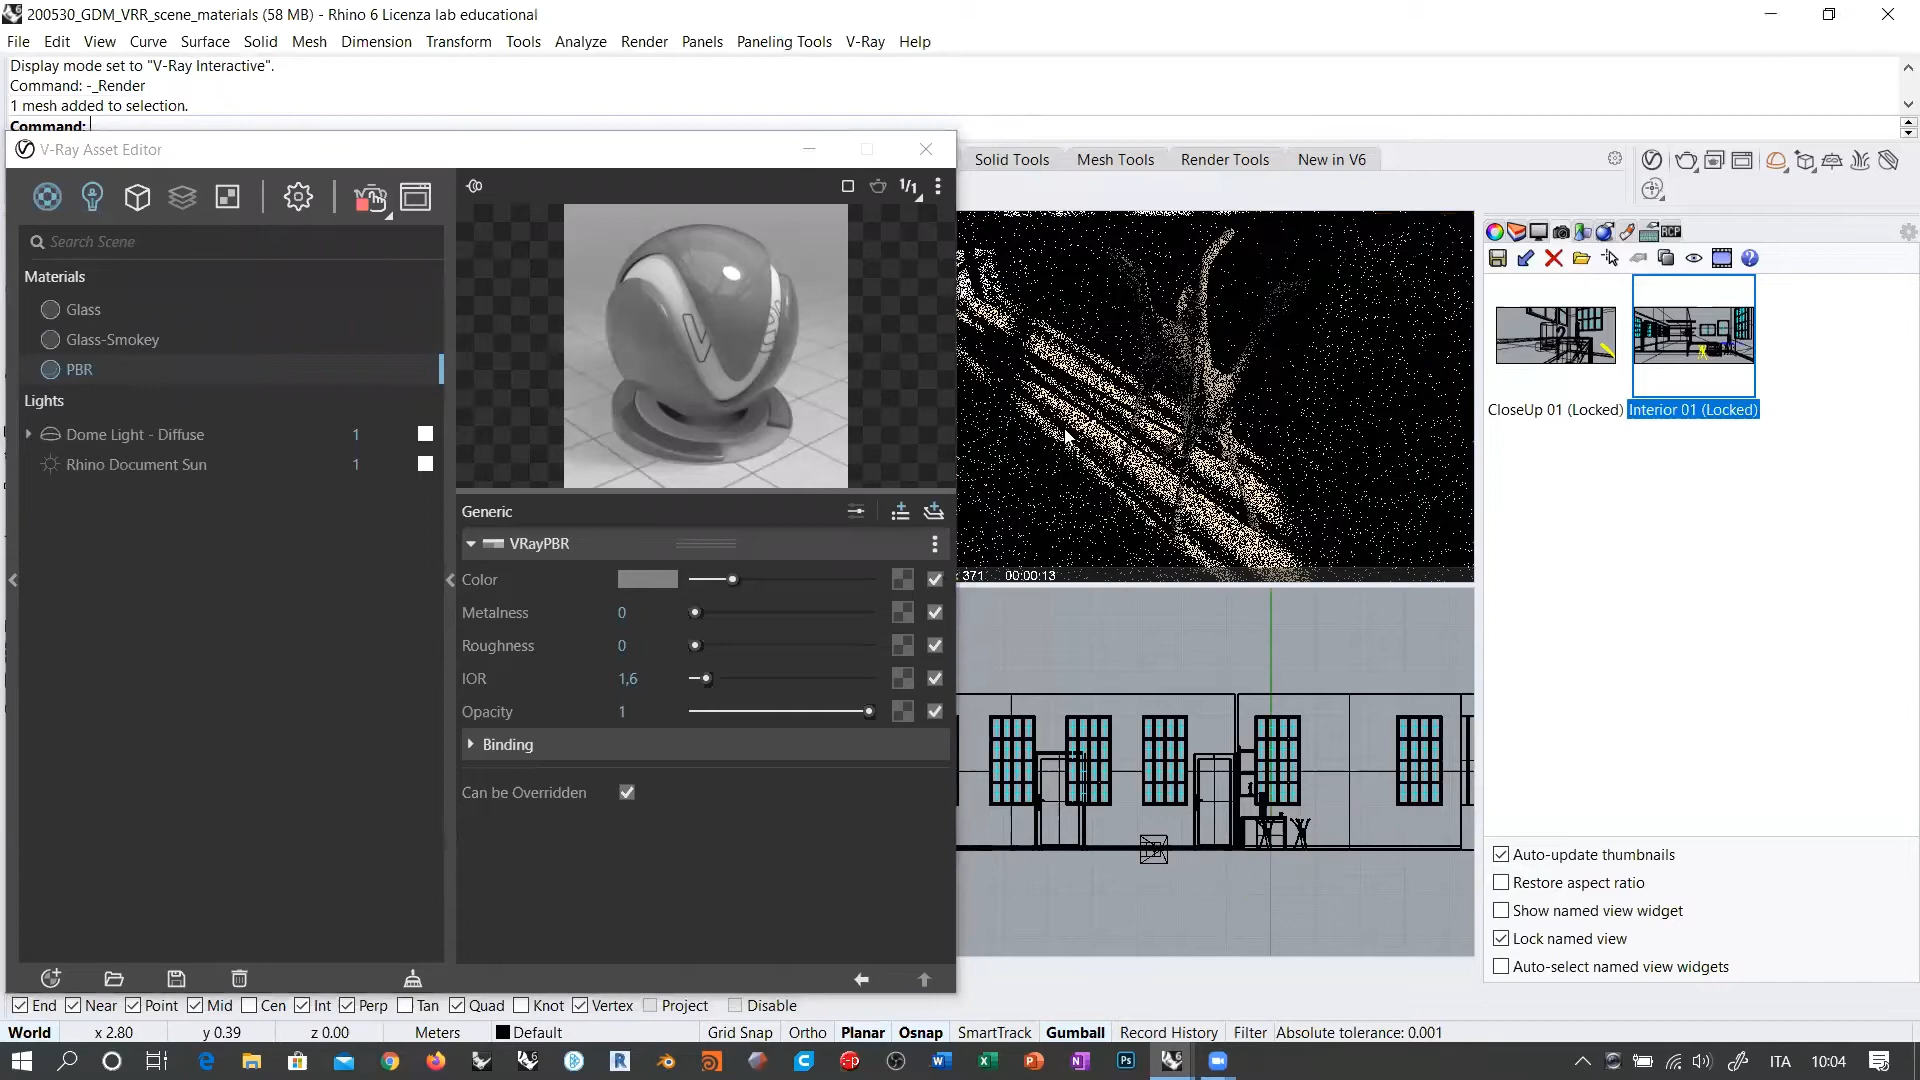 200530_GDM_VRR_scene_materials (58 MB) - Rhino 6 Licenza lab educational
File Edit View Curve Surface Solid Mesh Dimension Transform Tools Analyze Render Panels Paneling Tools V-Ray Help
Display mode set to "V-Ray Interactive".
Command: -_Render
1 mesh added to selection.
Command:
V-Ray Asset Editor
Solid Tools Mesh Tools Render Tools New in V6
1/1
Search Scene
Materials
Glass
Glass-Smokey
PBR
Lights
Dome Light - Diffuse 1
Rhino Document Sun 1
RCP
CloseUp 01 (Locked) Interior 01 (Locked)
Generic
VRayPBR
Color
Metalness 0
Roughness 0
IOR 1,6
Opacity 1
Binding
Can be Overridden
371 00:00:13
Auto-update thumbnails
Restore aspect ratio
Show named view widget
Lock named view
Auto-select named view widgets
End Near Point Mid Cen Int Perp Tan Quad Knot Vertex Project Disable
World x 2.80 y 0.39 z 0.00 Meters Default Grid Snap Ortho Planar Osnap SmartTrack Gumball Record History Filter Absolute tolerance: 0.001
ITA 10:04